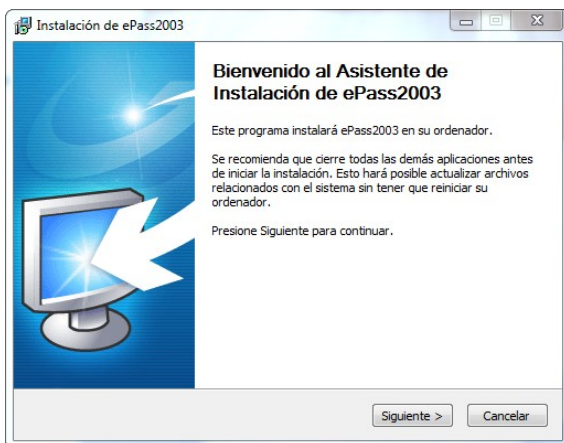 Instalación de ePass2003
Bienvenido al Asistente de
Instalación de ePass2003
Este programa instalará ePass2003 en su ordenador.
Se recomienda que cierre todas las demás aplicaciones antes
de iniciar la instalación. Esto hará posible actualizar archivos
relacionados con el sistema sin tener que reiniciar su
ordenador.
Presione Siguiente para continuar.
Siguiente >
Cancelar